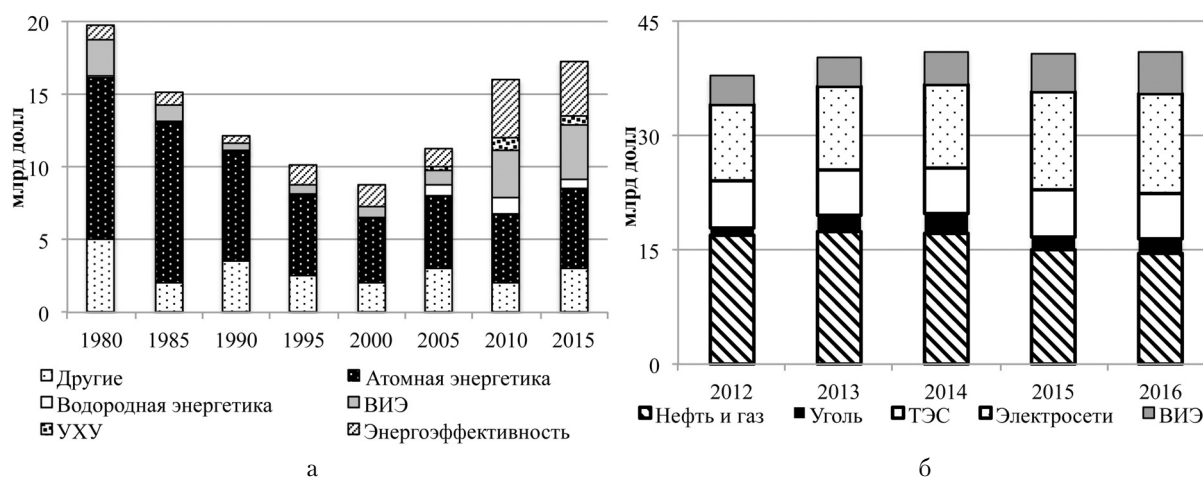 млрд долл
20
15
10
5
0
1980 1985 1990 1995 2000 2005 2010 2015
Другие Атомная энергетика
Водородная энергетика ВИЭ
УХУ Энергоэффективность
а
млрд долл
45
30
15
0
2012 2013 2014 2015 2016
Нефть и газ Уголь ТЭС Электросети ВИЭ
б